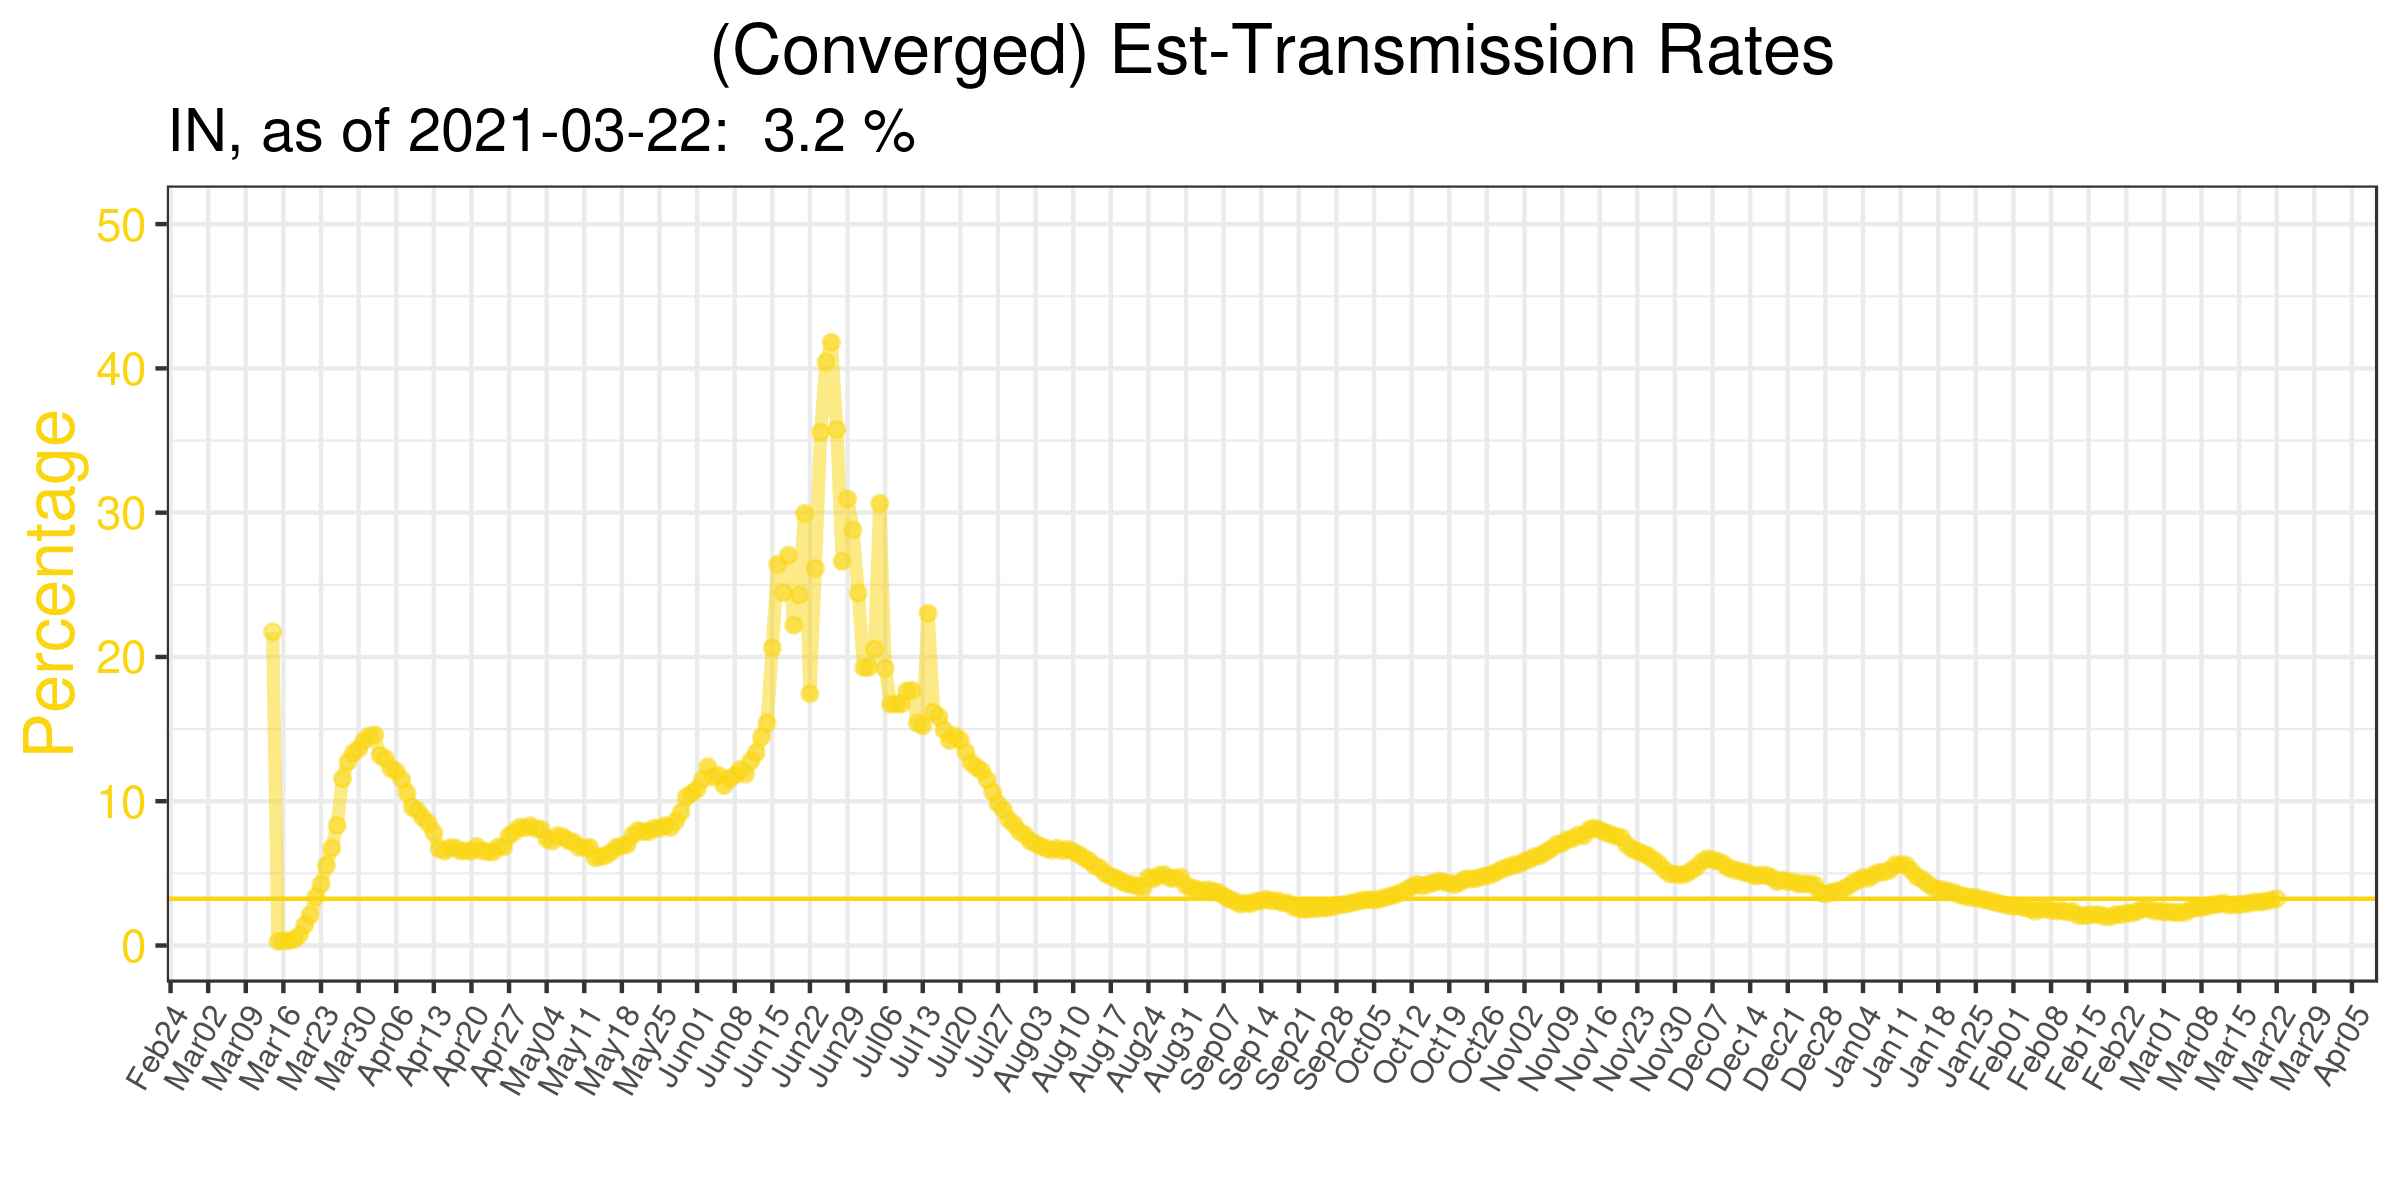 (Converged) Est-Transmission Rates
IN, as of 2021-03-22:  3.2 %
Percentage
50
40
30
20
10
0
Feb24 Mar02 Mar09 Mar16 Mar23 Mar30 Apr06 Apr13 Apr20 Apr27 May04 May11 May18 May25 Jun01 Jun08 Jun15 Jun22 Jun29 Jul06 Jul13 Jul20 Jul27 Aug03 Aug10 Aug17 Aug24 Aug31 Sep07 Sep14 Sep21 Sep28 Oct05 Oct12 Oct19 Oct26 Nov02 Nov09 Nov16 Nov23 Nov30 Dec07 Dec14 Dec21 Dec28 Jan04 Jan11 Jan18 Jan25 Feb01 Feb08 Feb15 Feb22 Mar01 Mar08 Mar15 Mar22 Mar29 Apr05